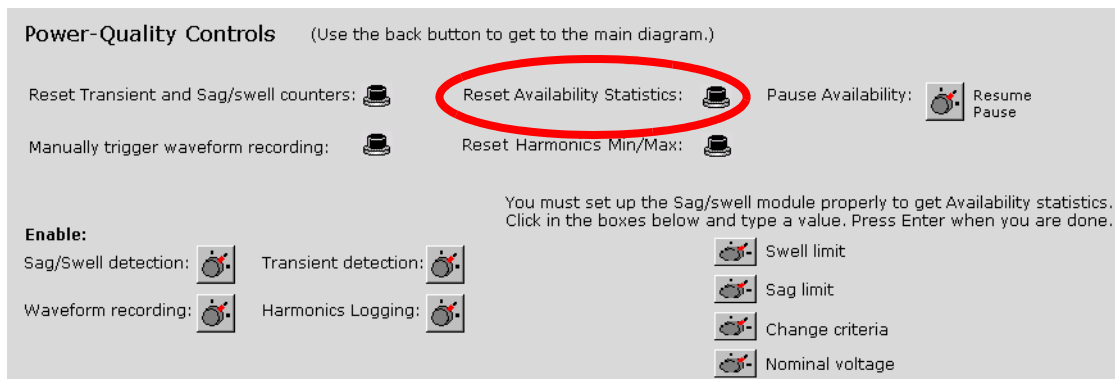 Power-Quality Controls (Use the back button to get to the main diagram.)
Reset Transient and Sag/swell counters: Reset Availability Statistics: Pause Availability: Resume
Pause
Manually trigger waveform recording: Reset Harmonics Min/Max:
You must set up the Sag/swell module properly to get Availability statistics.
Click in the boxes below and type a value. Press Enter when you are done.
Enable:
Sag/Swell detection: Transient detection: Swell limit
Sag limit
Waveform recording: Harmonics Logging:
Change criteria
Nominal voltage